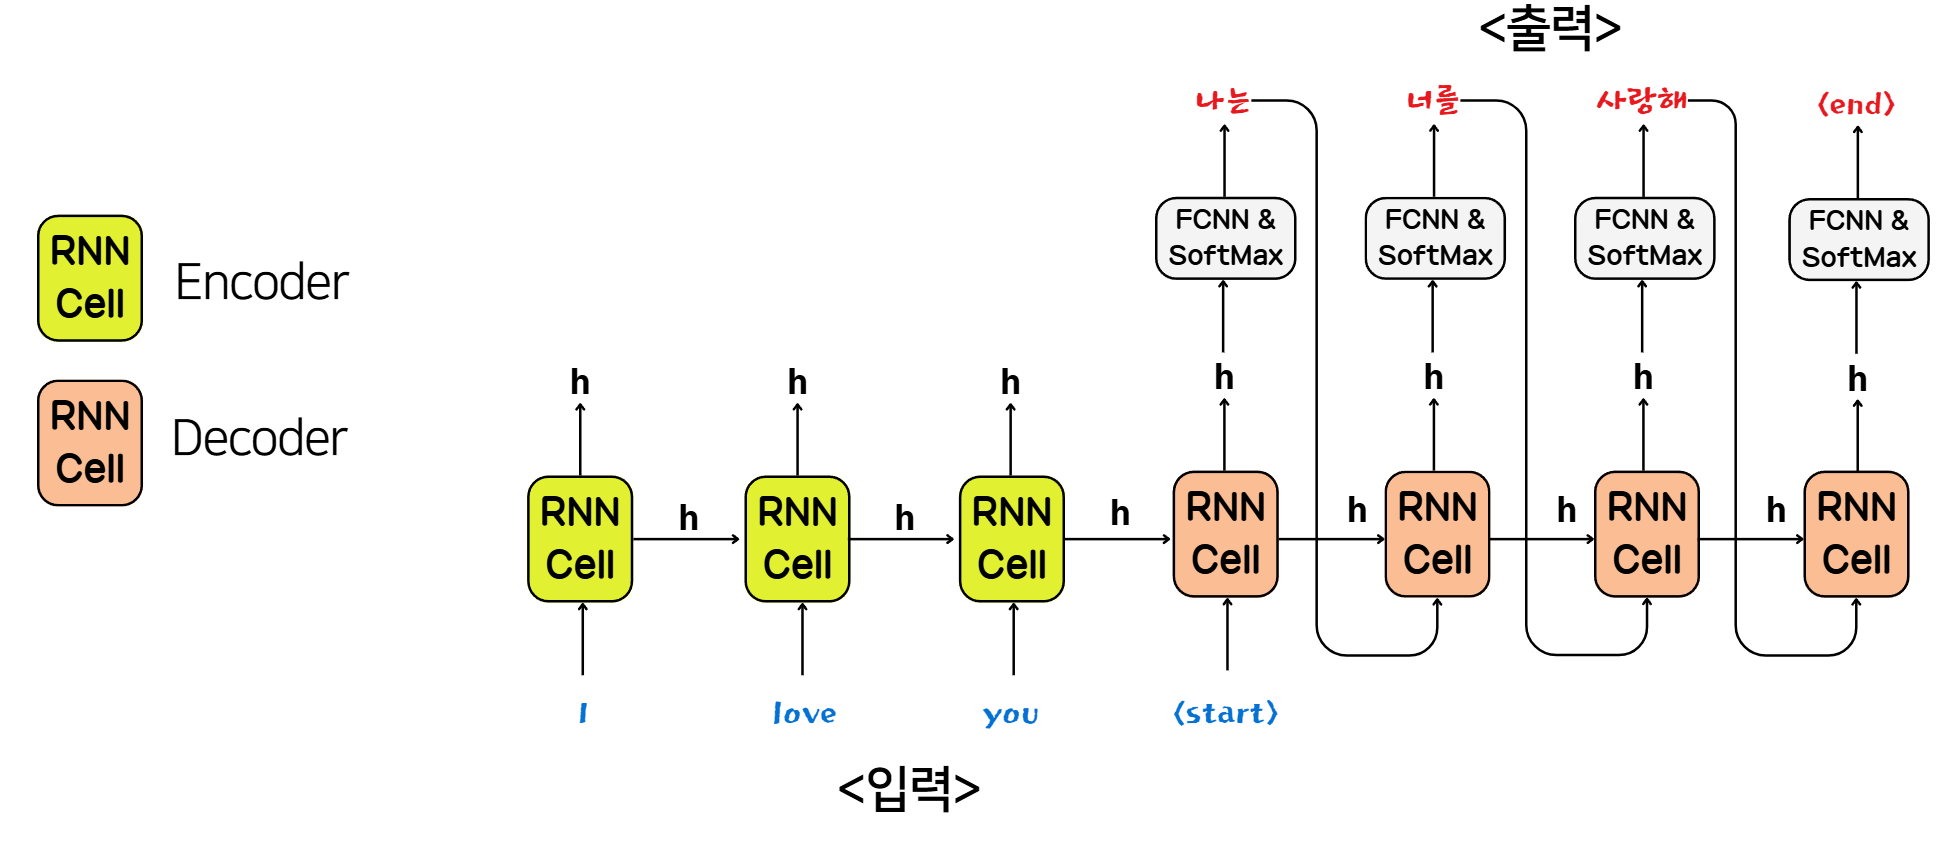 <출력>
나는 너를 사랑해 <end>
FCNN & FCNN & FCNN & FCNN &
SoftMax SoftMax SoftMax SoftMax
RNN
Cell
Encoder
h h h h h h h
RNN
Cell
Decoder
RNN h RNN h RNN h RNN h RNN h RNN h RNN
Cell Cell Cell Cell Cell Cell Cell
I love you <start>
<입력>